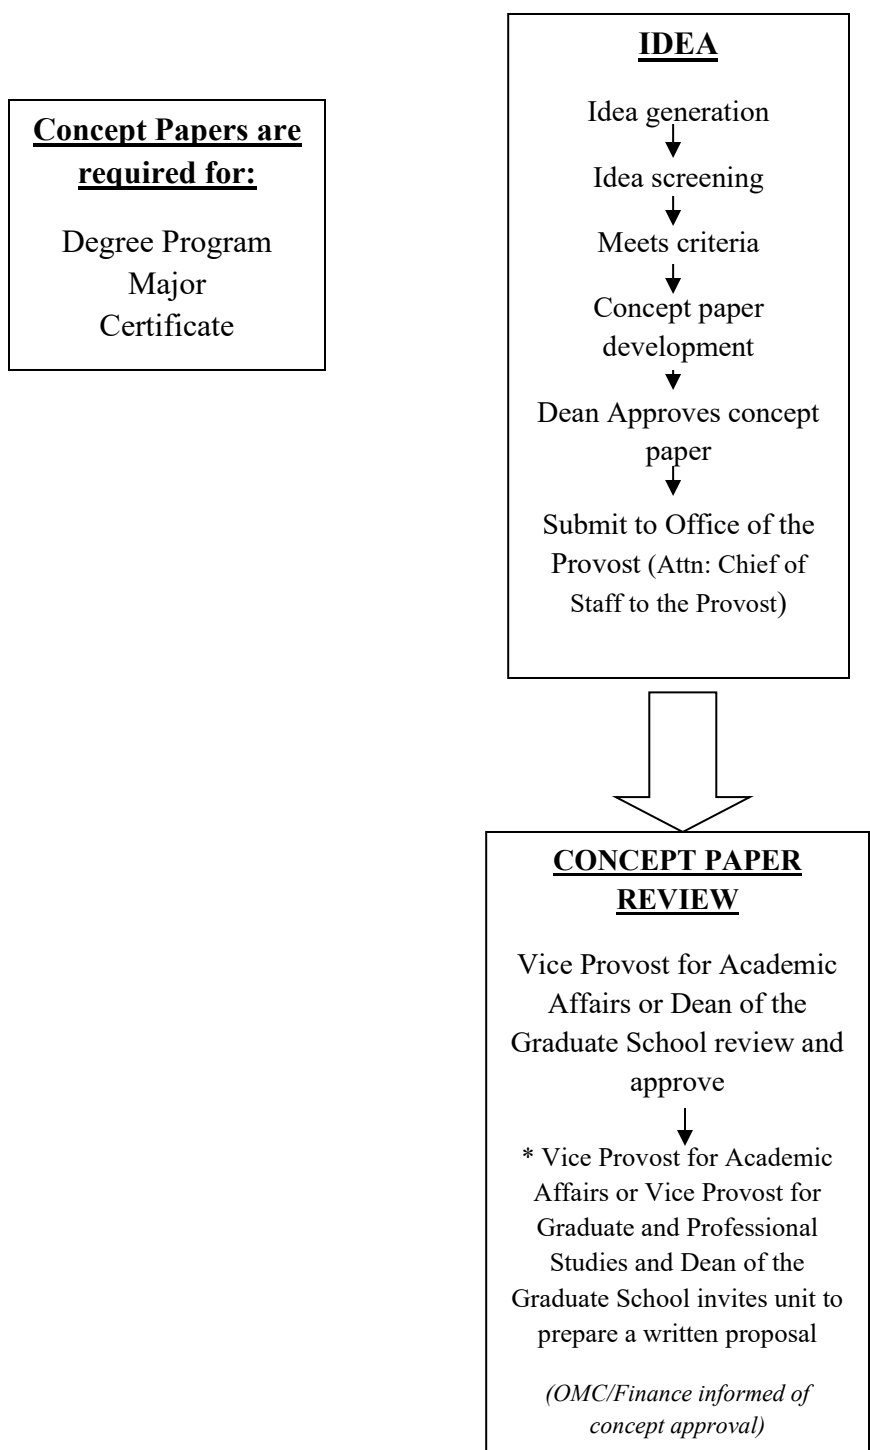 Concept Papers are
required for:
Degree Program
Major
Certificate
IDEA
Idea generation
Idea screening
Meets criteria
Concept paper
development
Dean Approves concept
paper
Submit to Office of the
Provost (Attn: Chief of
Staff to the Provost)
CONCEPT PAPER
REVIEW
Vice Provost for Academic
Affairs or Dean of the
Graduate School review and
approve
* Vice Provost for Academic
Affairs or Vice Provost for
Graduate and Professional
Studies and Dean of the
Graduate School invites unit to
prepare a written proposal
(OMC/Finance informed of
concept approval)